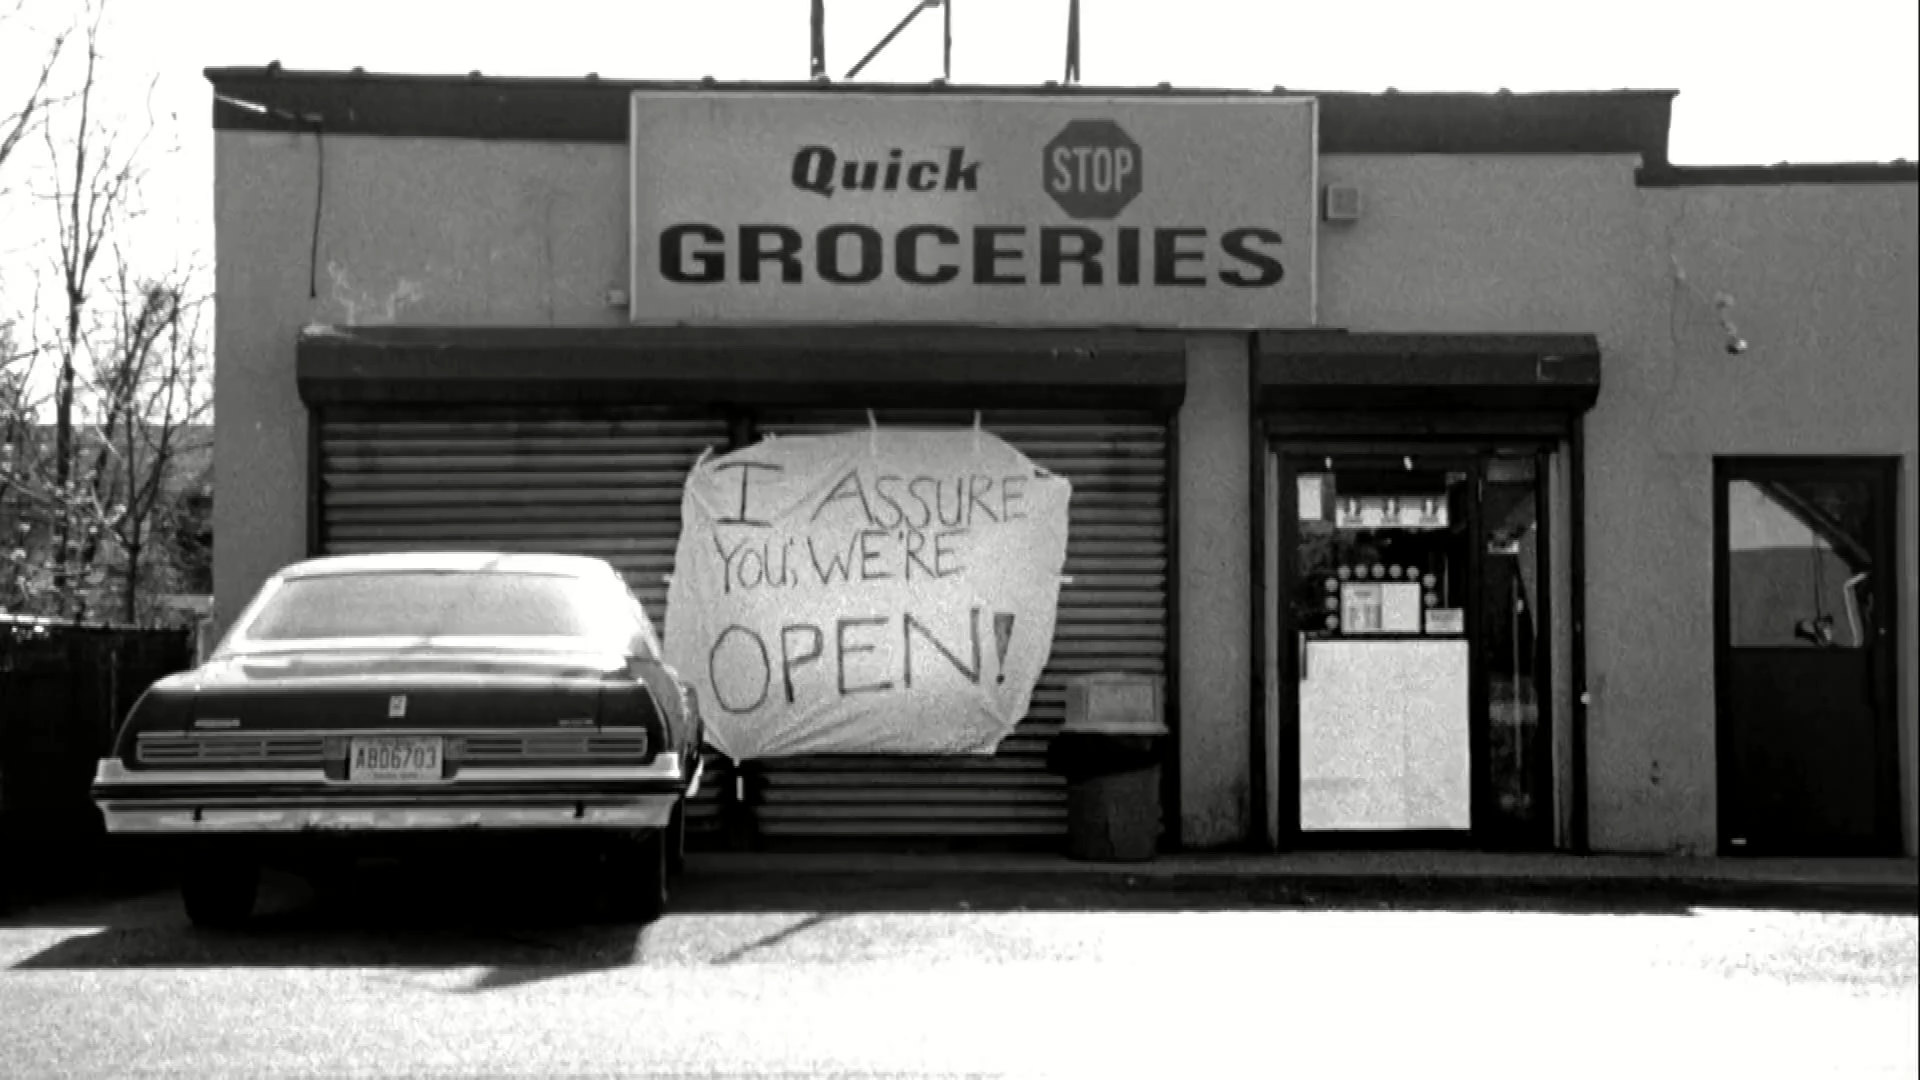 Quick STOP
GROCERIES
I ASSURE
YOU; WE'RE
OPEN!
AB06703